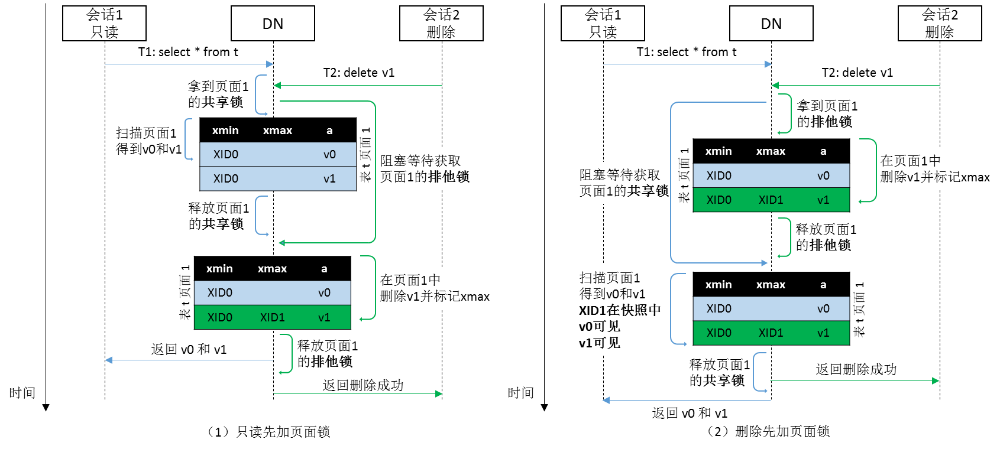 会话1
只读
DN
会话2
删除
T1: select * from t
T2: delete v1
拿到页面1
的共享锁
扫描页面1
得到v0和v1
xmin xmax a
XID0 v0
XID0 v1
表 t 页面 1
阻塞等待获取
页面1的排他锁
释放页面1
的共享锁
xmin xmax a
XID0 v0
XID0 XID1 v1
表 t 页面 1
在页面1中
删除v1并标记xmax
释放页面1
的排他锁
返回 v0 和 v1
返回删除成功
时间
（1）只读先加页面锁
会话1
只读
DN
会话2
删除
T1: select * from t
T2: delete v1
拿到页面1
的排他锁
阻塞等待获取
页面1的共享锁
表 t 页面 1
xmin xmax a
XID0 v0
XID0 XID1 v1
在页面1中
删除v1并标记xmax
释放页面1
的排他锁
扫描页面1
得到v0和v1
XID1在快照中
v0可见
v1可见
xmin xmax a
XID0 v0
XID0 XID1 v1
表 t 页面 1
释放页面1
的共享锁
返回删除成功
返回 v0 和 v1
时间
（2）删除先加页面锁